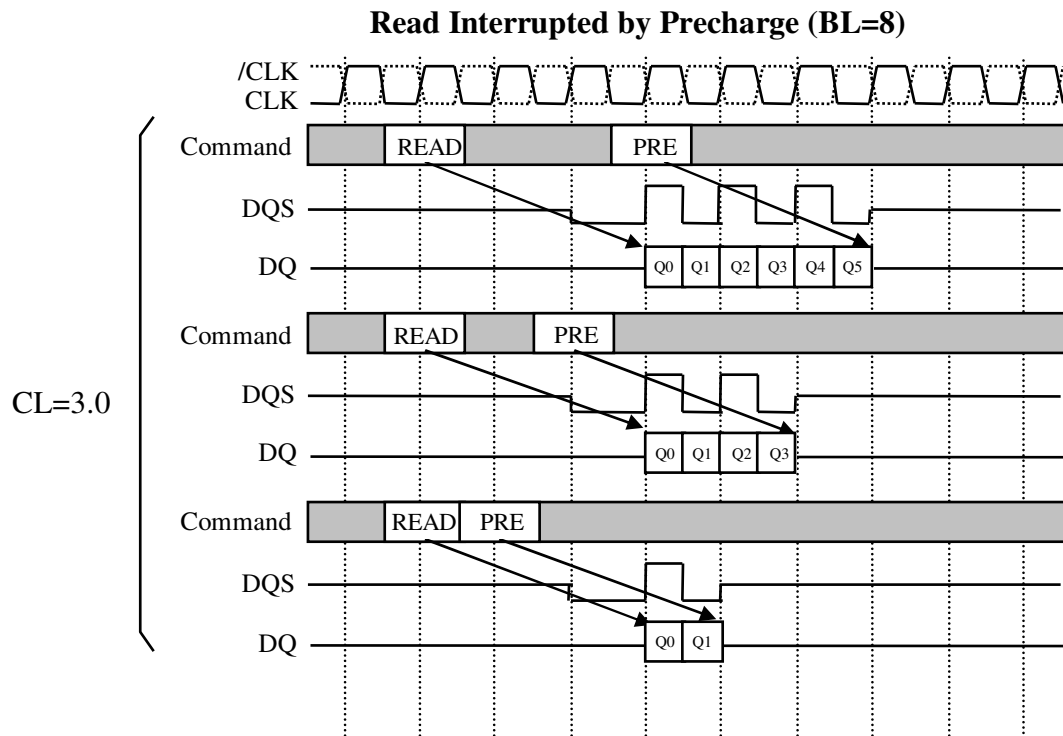 Read Interrupted by Precharge (BL=8)
/CLK
CLK
Command READ PRE
DQS
DQ Q0 Q1 Q2 Q3 Q4 Q5
Command READ PRE
CL=3.0
DQS
DQ Q0 Q1 Q2 Q3
Command READ PRE
DQS
DQ Q0 Q1